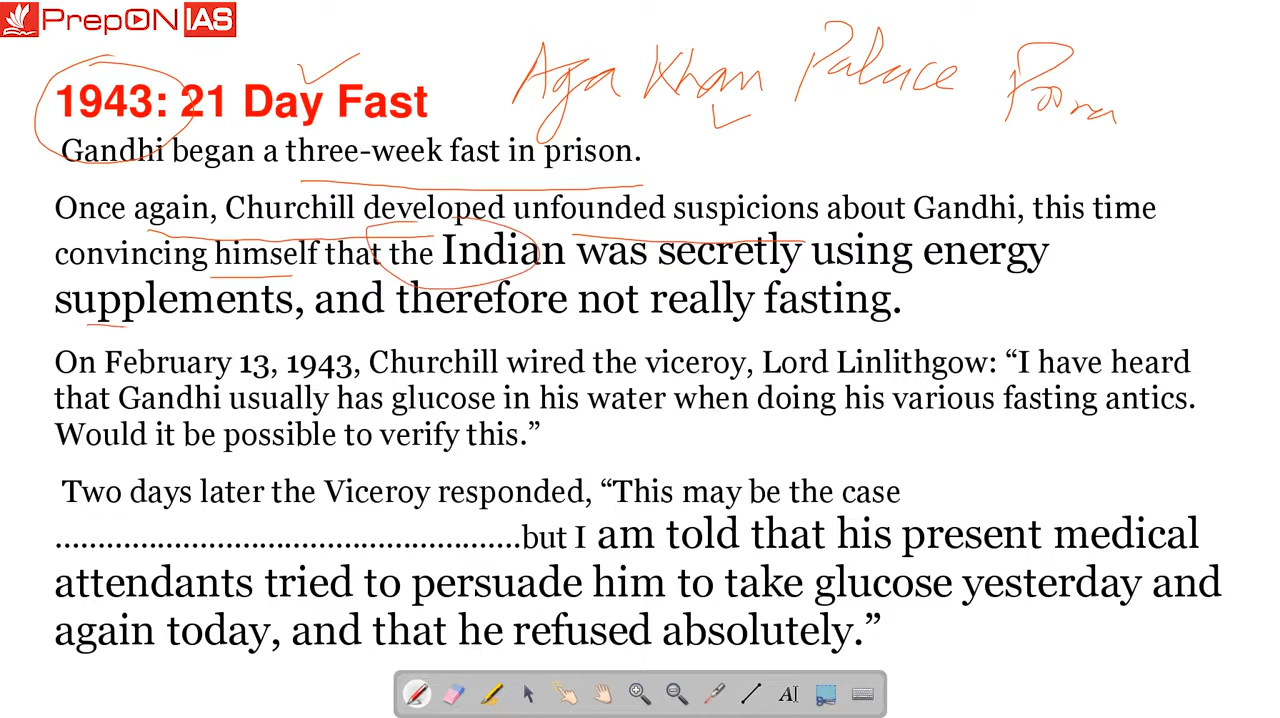 PrepON IAS
Aga Khan Palace Poona
1943: 21 Day Fast
Gandhi began a three-week fast in prison.
Once again, Churchill developed unfounded suspicions about Gandhi, this time
convincing himself that the Indian was secretly using energy
supplements, and therefore not really fasting.
On February 13, 1943, Churchill wired the viceroy, Lord Linlithgow: “I have heard
that Gandhi usually has glucose in his water when doing his various fasting antics.
Would it be possible to verify this.”
Two days later the Viceroy responded, “This may be the case
.......................................................but I am told that his present medical
attendants tried to persuade him to take glucose yesterday and
again today, and that he refused absolutely.”
AI